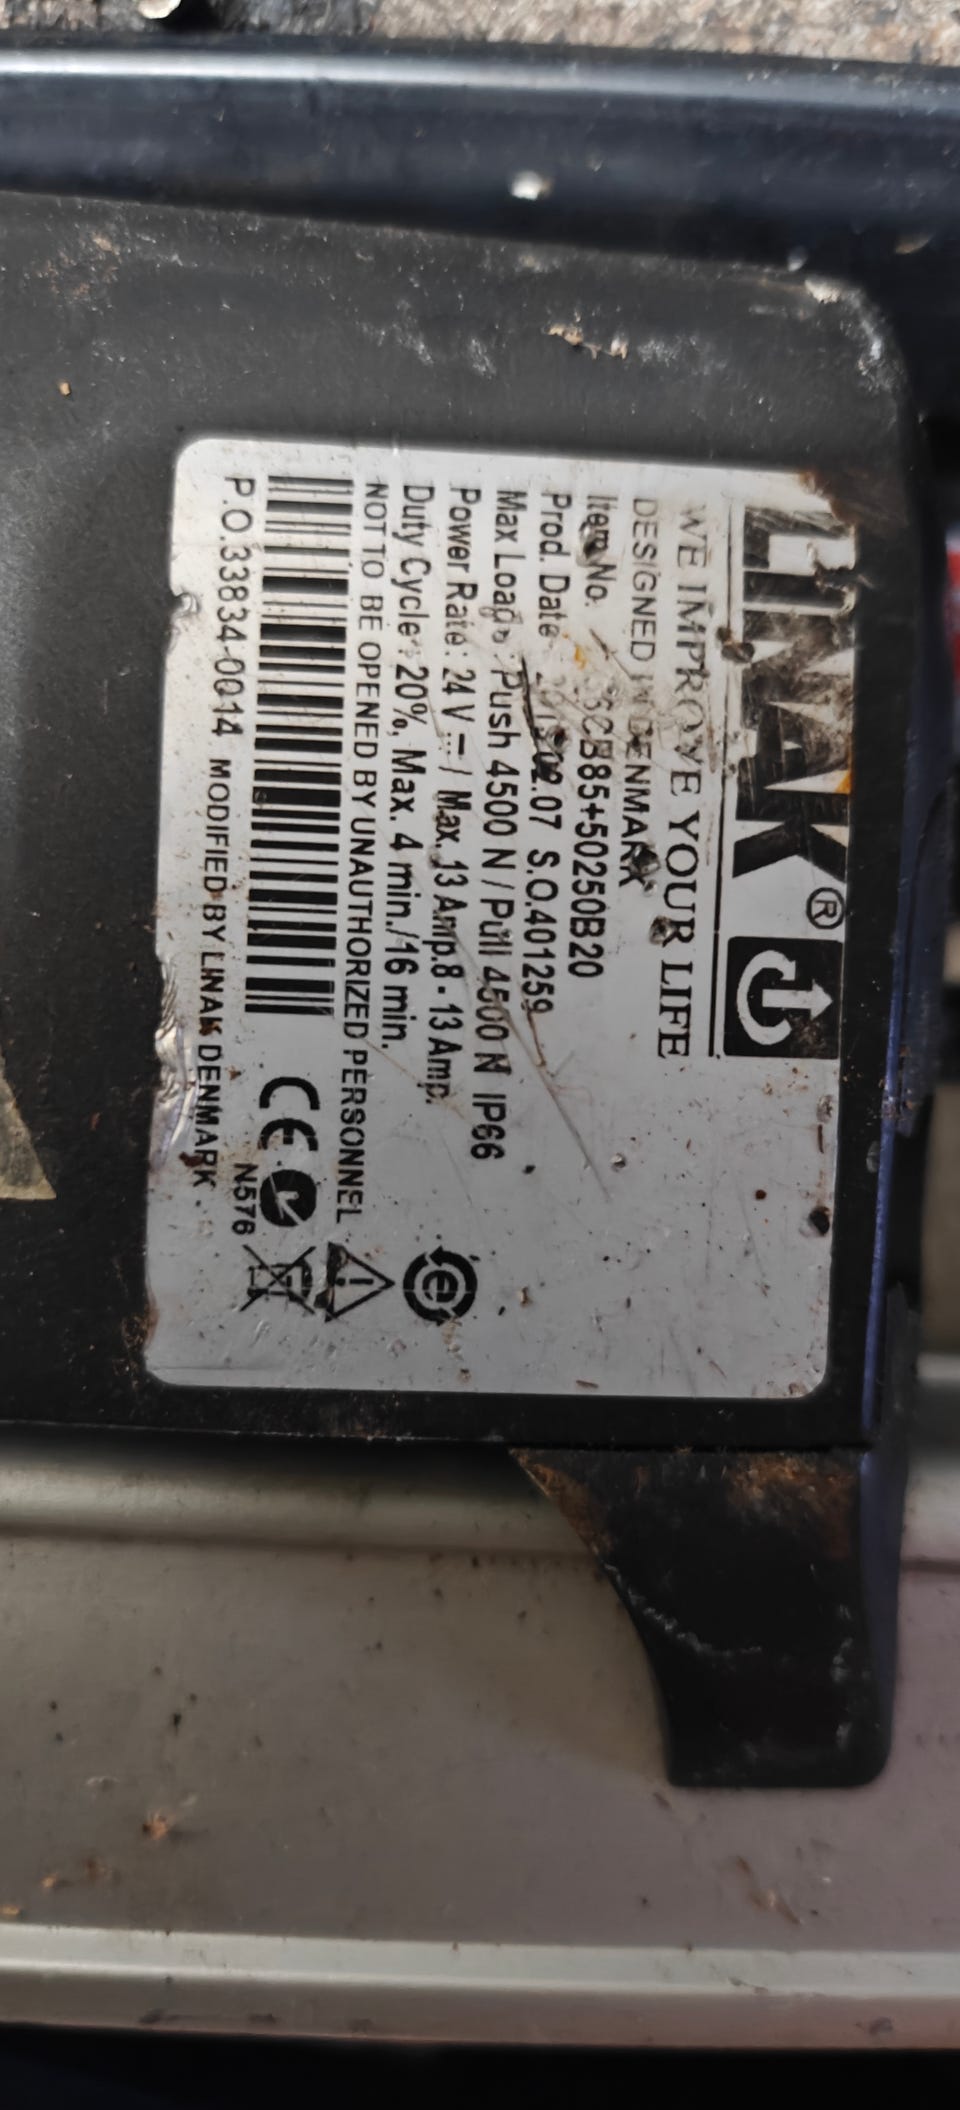 LINAK®
WE IMPROVE YOUR LIFE
DESIGNED IN DENMARK
Item No.
Prod. Date S.O.401259
Max Load: Push 4500 N / Pull 4500 N IP66
Power Rate: 24 V / Max. 13 Amp.8 - 13 Amp.
Duty Cycle: 20%, Max. 4 min./16 min.
NOT TO BE OPENED BY UNAUTHORIZED PERSONNEL
CE
N576
P.O.33834-0014 MODIFIED BY LINAK DENMARK